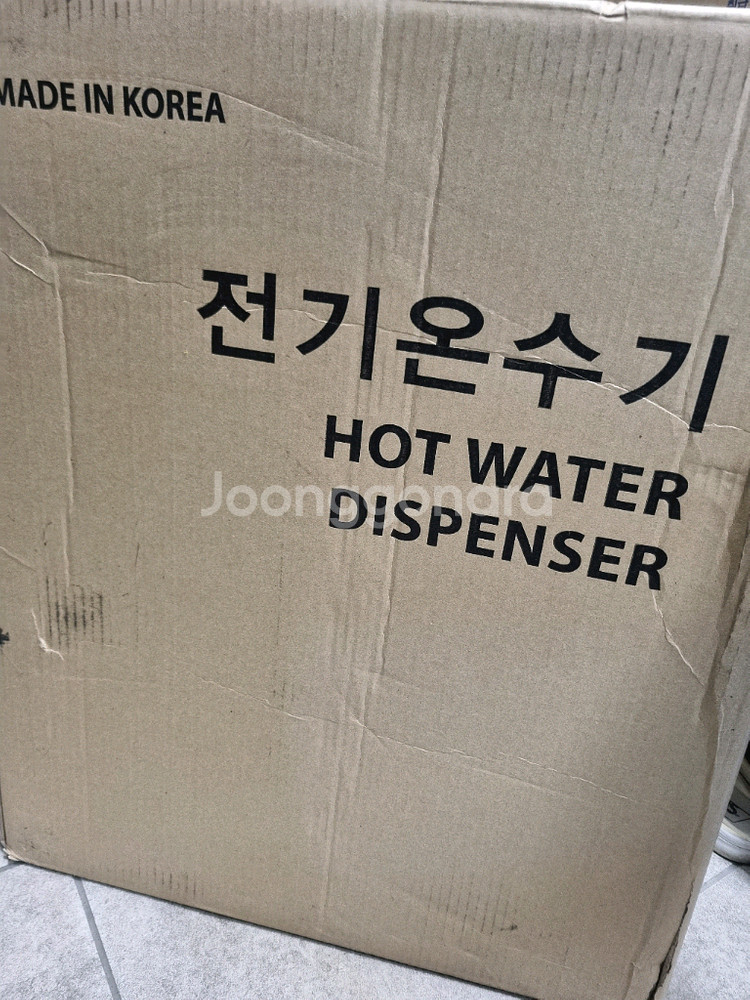 MADE IN KOREA
전기온수기
HOT WATER
Joonggonara
DISPENSER